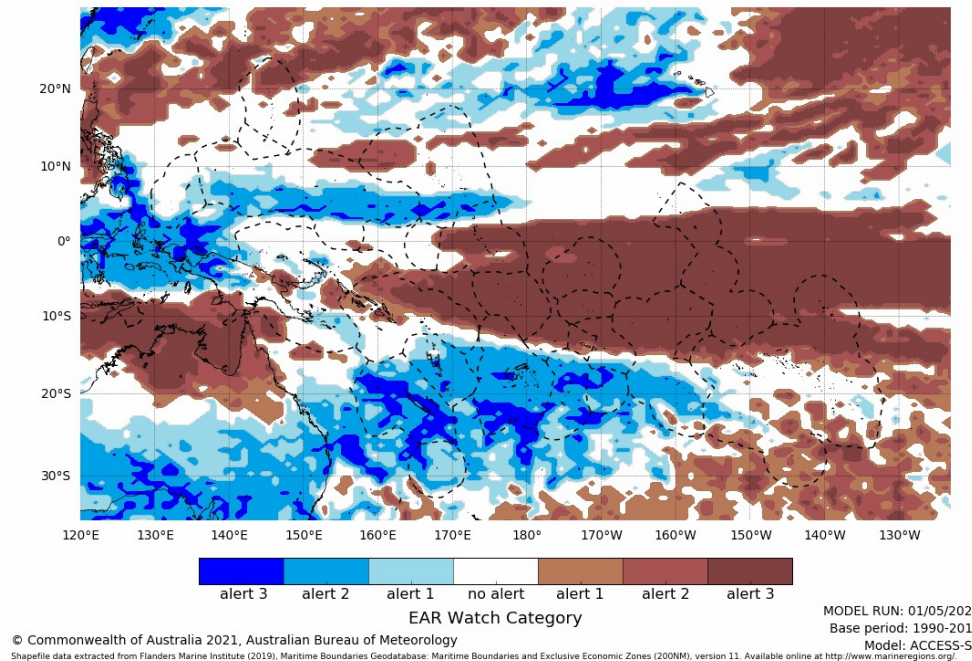 20°N
10°N
0°
10°S
20°S
30°S
120°E 130°E 140°E 150°E 160°E 170°E 180° 170°W 160°W 150°W 140°W 130°W
alert 3 alert 2 alert 1 no alert alert 1 alert 2 alert 3
EAR Watch Category
MODEL RUN: 01/05/202
Base period: 1990-201
Model: ACCESS-S
© Commonwealth of Australia 2021, Australian Bureau of Meteorology
Shapefile data extracted from Flanders Marine Institute (2019), Maritime Boundaries Geodatabase: Maritime Boundaries and Exclusive Economic Zones (200NM), version 11. Available online at http://www.marineregions.org/.